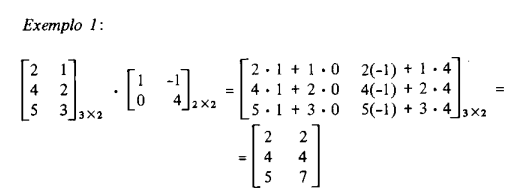 Exemplo 1:
[2 1; 4 2; 5 3]3×2 · [1 -1; 0 4]2×2 = [2 · 1 + 1 · 0 2(-1) + 1 · 4; 4 · 1 + 2 · 0 4(-1) + 2 · 4; 5 · 1 + 3 · 0 5(-1) + 3 · 4]3×2 =
= [2 2; 4 4; 5 7]